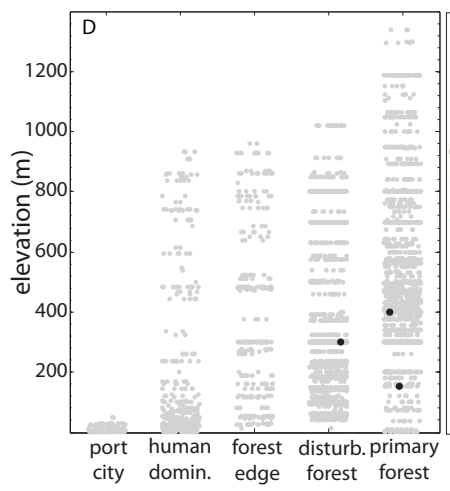 D
1200
1000
800
600
400
200
elevation (m)
port city
human domin.
forest edge
disturb. forest
primary forest